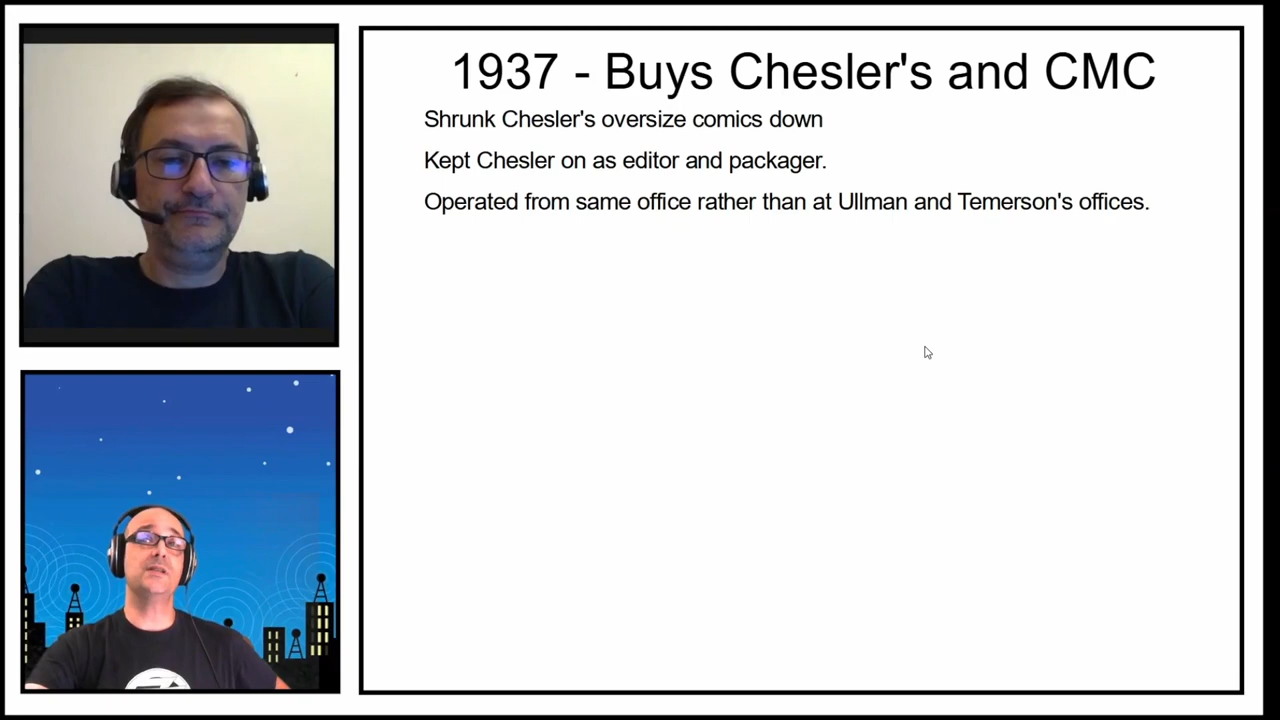 1937 - Buys Chesler's and CMC
Shrunk Chesler's oversize comics down
Kept Chesler on as editor and packager.
Operated from same office rather than at Ullman and Temerson's offices.